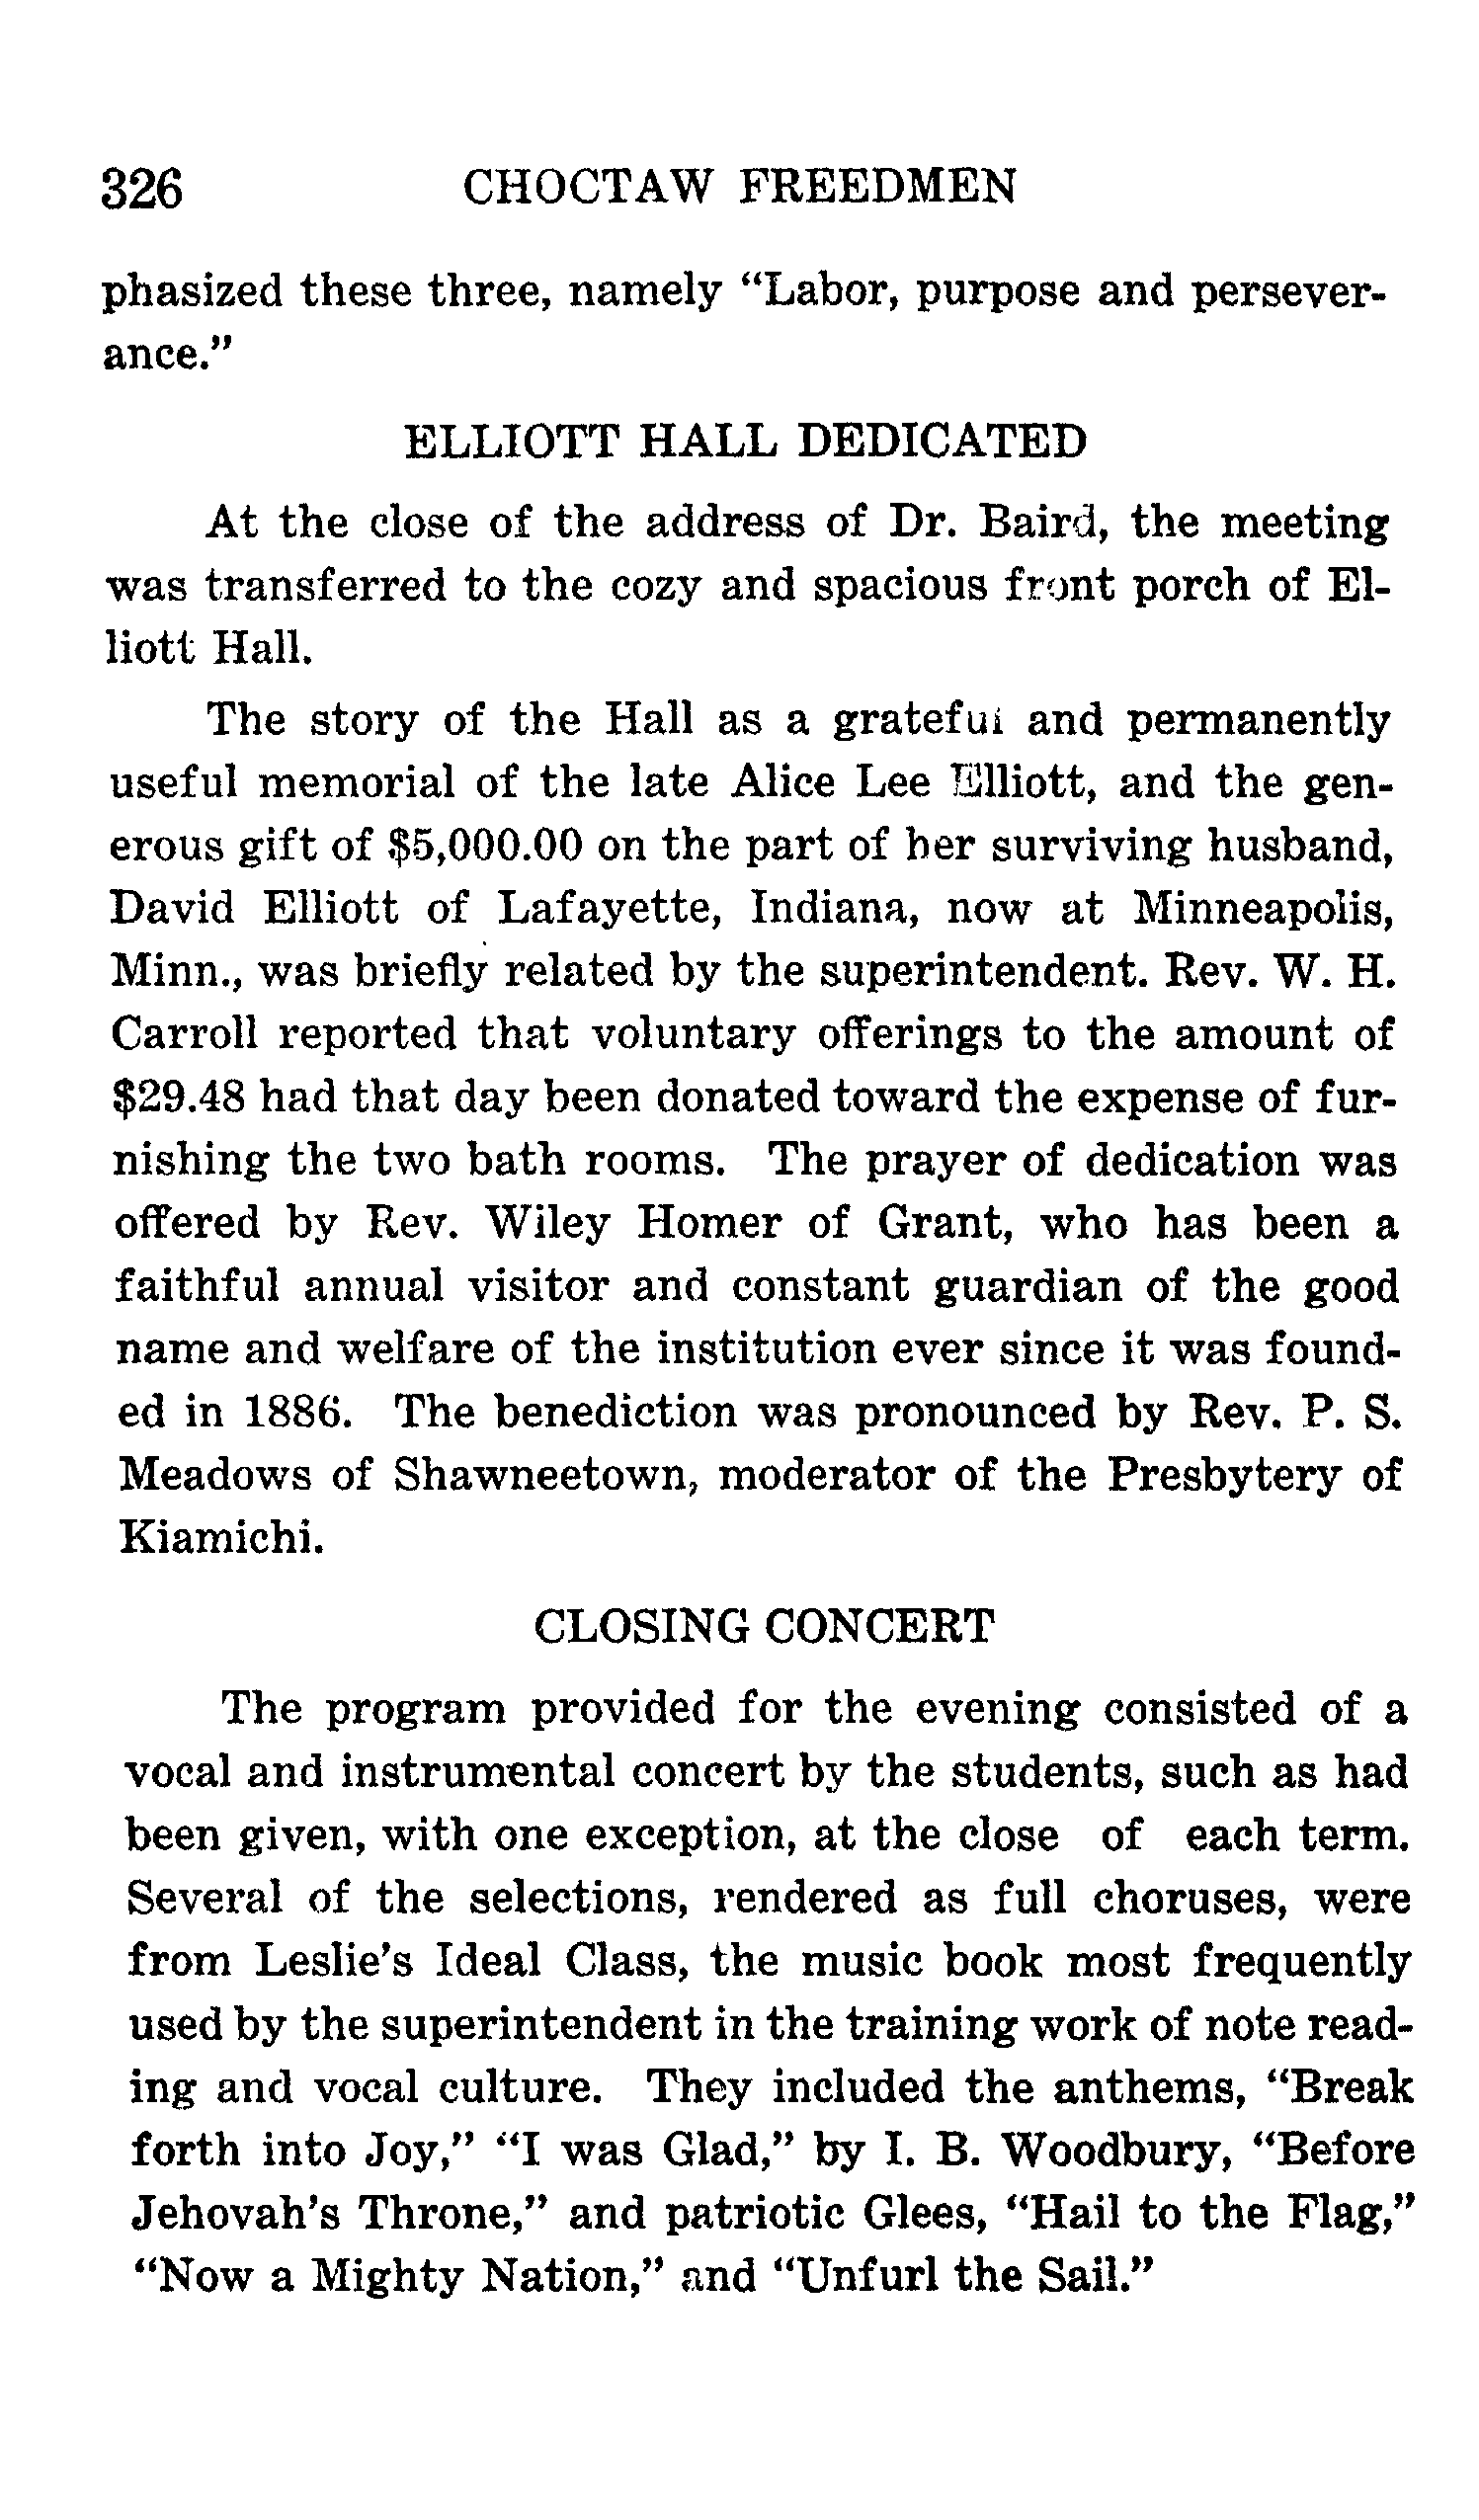 326 CHOCTAW FREEDMEN
phasized these three, namely “Labor, purpose and persever-
ance.”
ELLIOTT HALL DEDICATED
At the close of the address of Dr. Baird, the meeting
was transferred to the cozy and spacious front porch of El-
liott Hall.
The story of the Hall as a grateful and permanently
useful memorial of the late Alice Lee Elliott, and the gen-
erous gift of $5,000.00 on the part of her surviving husband,
David Elliott of Lafayette, Indiana, now at Minneapolis,
Minn., was briefly related by the superintendent. Rev. W. H.
Carroll reported that voluntary offerings to the amount of
$29.48 had that day been donated toward the expense of fur-
nishing the two bath rooms. The prayer of dedication was
offered by Rev. Wiley Homer of Grant, who has been a
faithful annual visitor and constant guardian of the good
name and welfare of the institution ever since it was found-
ed in 1886. The benediction was pronounced by Rev. P. S.
Meadows of Shawneetown, moderator of the Presbytery of
Kiamichi.
CLOSING CONCERT
The program provided for the evening consisted of a
vocal and instrumental concert by the students, such as had
been given, with one exception, at the close of each term.
Several of the selections, rendered as full choruses, were
from Leslie’s Ideal Class, the music book most frequently
used by the superintendent in the training work of note read-
ing and vocal culture. They included the anthems, “Break
forth into Joy,” “I was Glad,” by I. B. Woodbury, “Before
Jehovah’s Throne,” and patriotic Glees, “Hail to the Flag,”
“Now a Mighty Nation,” and “Unfurl the Sail.”